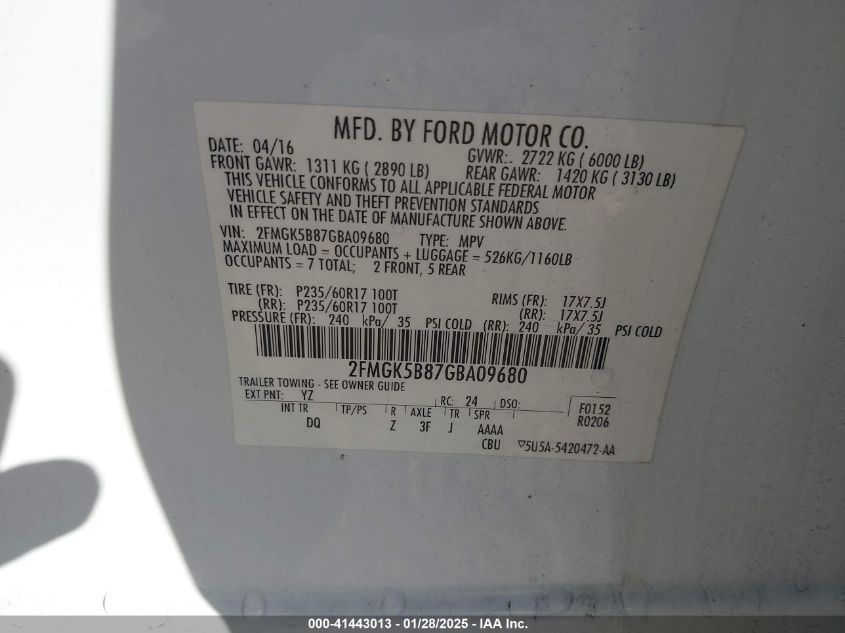 MFD. BY FORD MOTOR CO.
DATE: 04/16 GVWR:. 2722 KG ( 6000 LB)
FRONT GAWR: 1311 KG ( 2890 LB) REAR GAWR: 1420 KG ( 3130 LB)
THIS VEHICLE CONFORMS TO ALL APPLICABLE FEDERAL MOTOR
VEHICLE SAFETY AND THEFT PREVENTION STANDARDS
IN EFFECT ON THE DATE OF MANUFACTURE SHOWN ABOVE.
VIN: 2FMGK5B87GBA09680 TYPE: MPV
MAXIMUM LOAD = OCCUPANTS + LUGGAGE = 526KG/1160LB
OCCUPANTS = 7 TOTAL; 2 FRONT, 5 REAR
TIRE (FR): P235/60R17 100T RIMS (FR): 17X7.5J
(RR): P235/60R17 100T (RR): 17X7.5J
PRESSURE (FR): 240 kPa/ 35 PSI COLD (RR): 240 kPa/ 35 PSI COLD
2FMGK5B87GBA09680
TRAILER TOWING - SEE OWNER GUIDE
EXT PNT: YZ RC: 24 DSO: F0152
INT TR TP/PS R AXLE TR SPR R0206
DQ Z 3F J AAAA
CBU ▽5U5A-5420472-AA
000-41443013 - 01/28/2025 - IAA Inc.